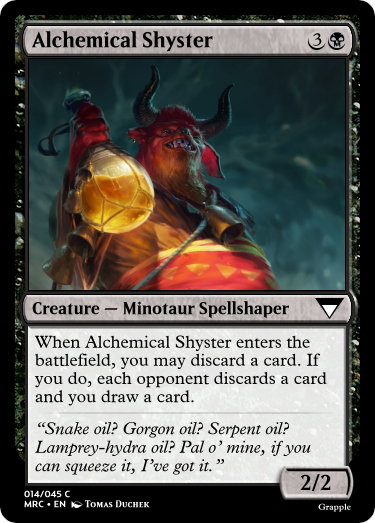 Alchemical Shyster 3
Creature — Minotaur Spellshaper
When Alchemical Shyster enters the
battlefield, you may discard a card. If
you do, each opponent discards a card
and you draw a card.
“Snake oil? Gorgon oil? Serpent oil?
Lamprey-hydra oil? Pal o’ mine, if you
can squeeze it, I’ve got it.”
2/2
014/045 C
MRC • EN Tomas Duchek
Grapple